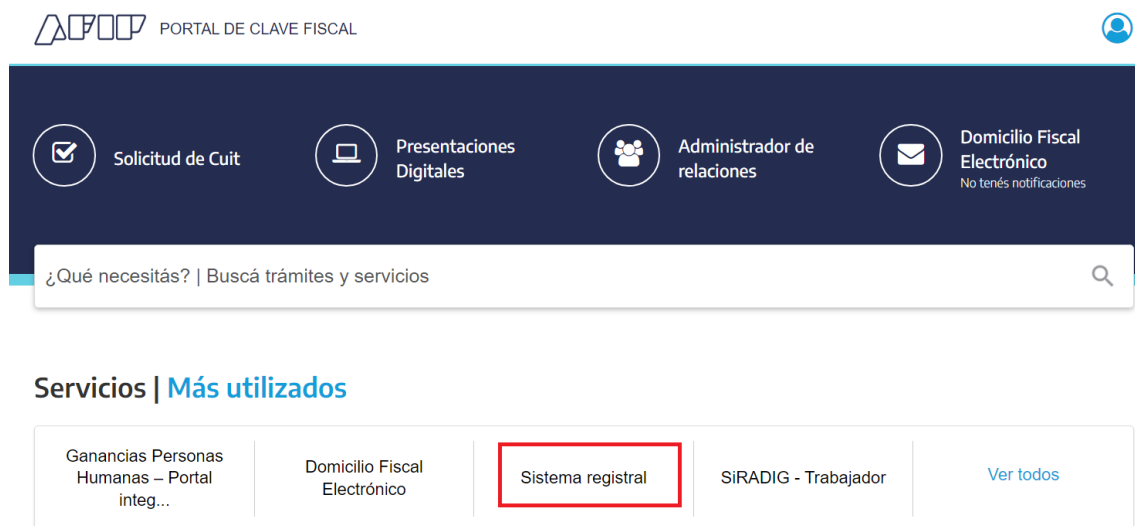 AFIP PORTAL DE CLAVE FISCAL
Solicitud de Cuit
Presentaciones
Digitales
Administrador de
relaciones
Domicilio Fiscal
Electrónico
No tenés notificaciones
¿Qué necesitás? | Buscá trámites y servicios
Servicios | Más utilizados
Ganancias Personas
Humanas – Portal
integ...
Domicilio Fiscal
Electrónico
Sistema registral
SiRADIG - Trabajador
Ver todos